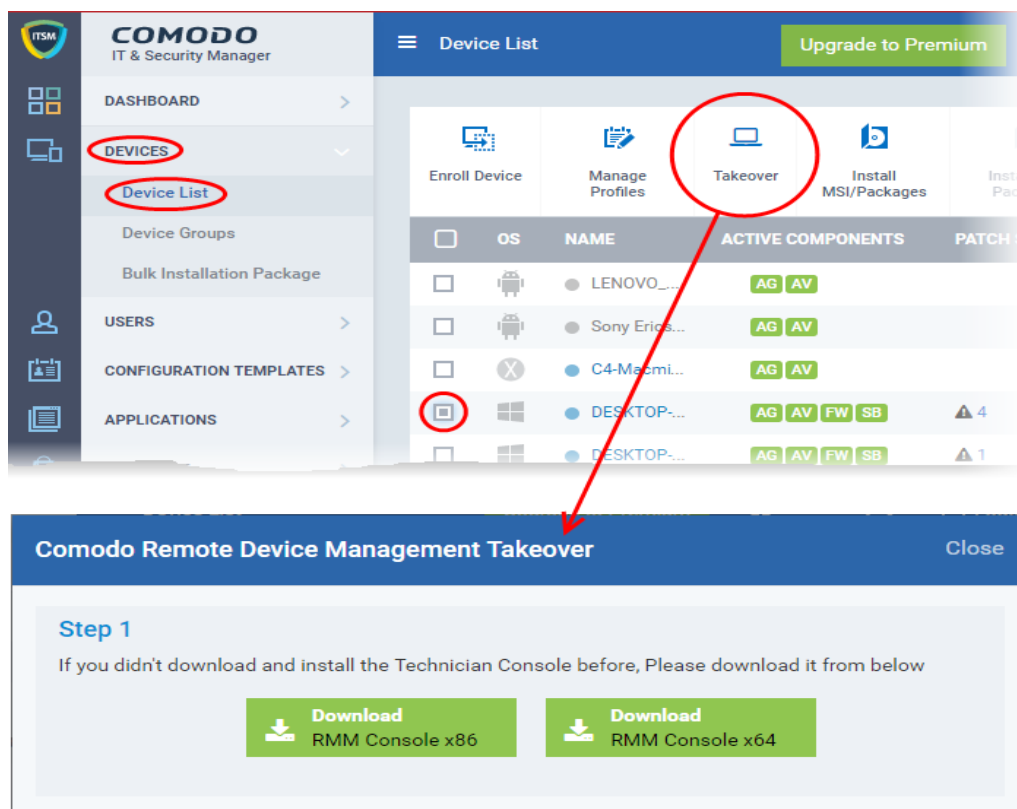 ITSM
COMODO
IT & Security Manager
Device List
Upgrade to Premium
DASHBOARD
DEVICES
Device List
Device Groups
Bulk Installation Package
USERS
CONFIGURATION TEMPLATES
APPLICATIONS
Enroll Device
Manage
Profiles
Takeover
Install
MSI/Packages
OS NAME ACTIVE COMPONENTS PATCH
LENOVO_... AG AV
Sony Erics... AG AV
C4-Macmi... AG AV
DESKTOP-... AG AV FW SB 4
DESKTOP-... AG AV FW SB 1
Comodo Remote Device Management Takeover Close
Step 1
If you didn't download and install the Technician Console before, Please download it from below
Download
RMM Console x86
Download
RMM Console x64